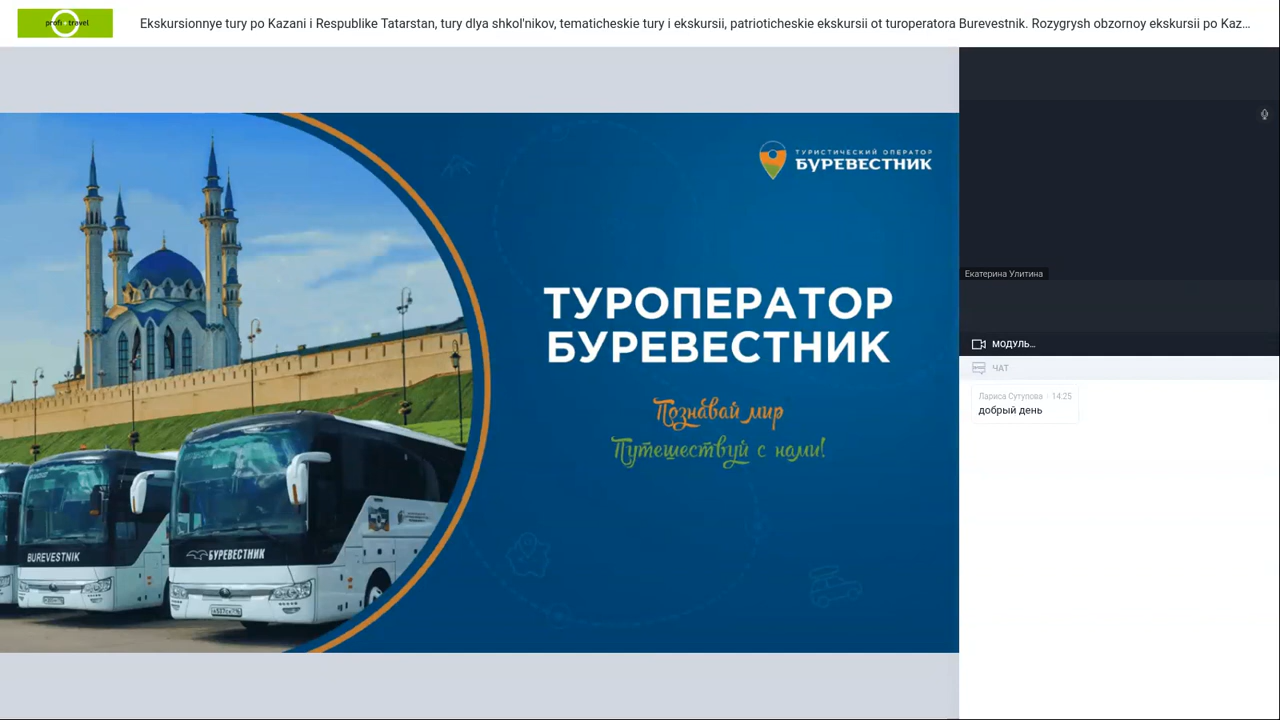 profi travel
Ekskursionnye tury po Kazani i Respublike Tatarstan, tury dlya shkol'nikov, tematicheskie tury i ekskursii, patrioticheskie ekskursii ot turoperatora Burevestnik. Rozygrysh obzornoy ekskursii po Kaz...
ТУРИСТИЧЕСКИЙ ОПЕРАТОР
БУРЕВЕСТНИК
ТУРОПЕРАТОР
БУРЕВЕСТНИК
Познавай мир
Путешествуй с нами!
BUREVESTNIK
БУРЕВЕСТНИК
Екатерина Улитина
МОДУЛЬ...
ЧАТ
Лариса Сутулова 14:25
добрый день